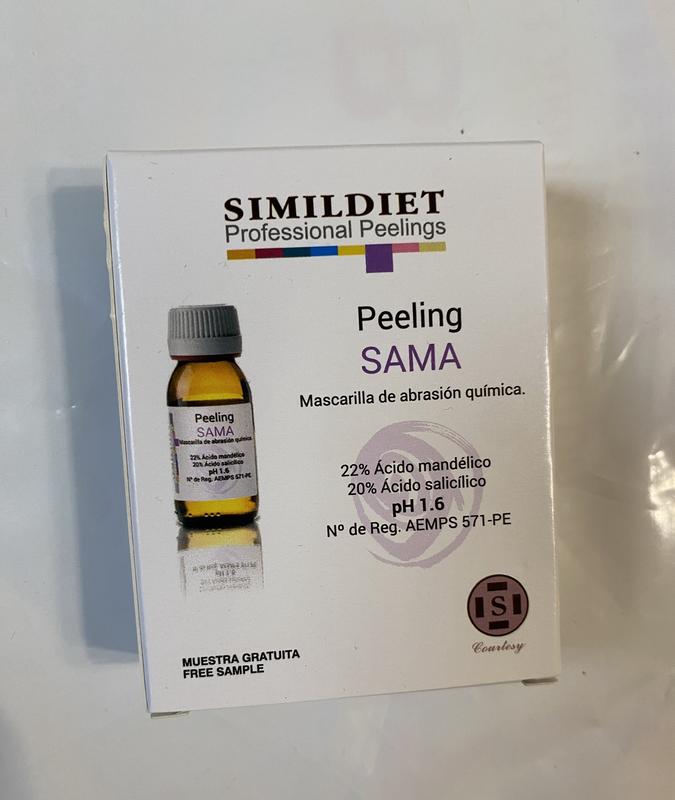 SIMILDIET
Professional Peelings
Peeling
SAMA
Mascarilla de abrasión química.
22% Ácido mandélico
20% Ácido salicílico
pH 1.6
Nº de Reg. AEMPS 571-PE
Peeling
SAMA
Mascarilla de abrasión química.
22% Ácido mandélico
20% Ácido salicílico
pH 1.6
Nº de Reg. AEMPS 571-PE
S
Courtesy
MUESTRA GRATUITA
FREE SAMPLE